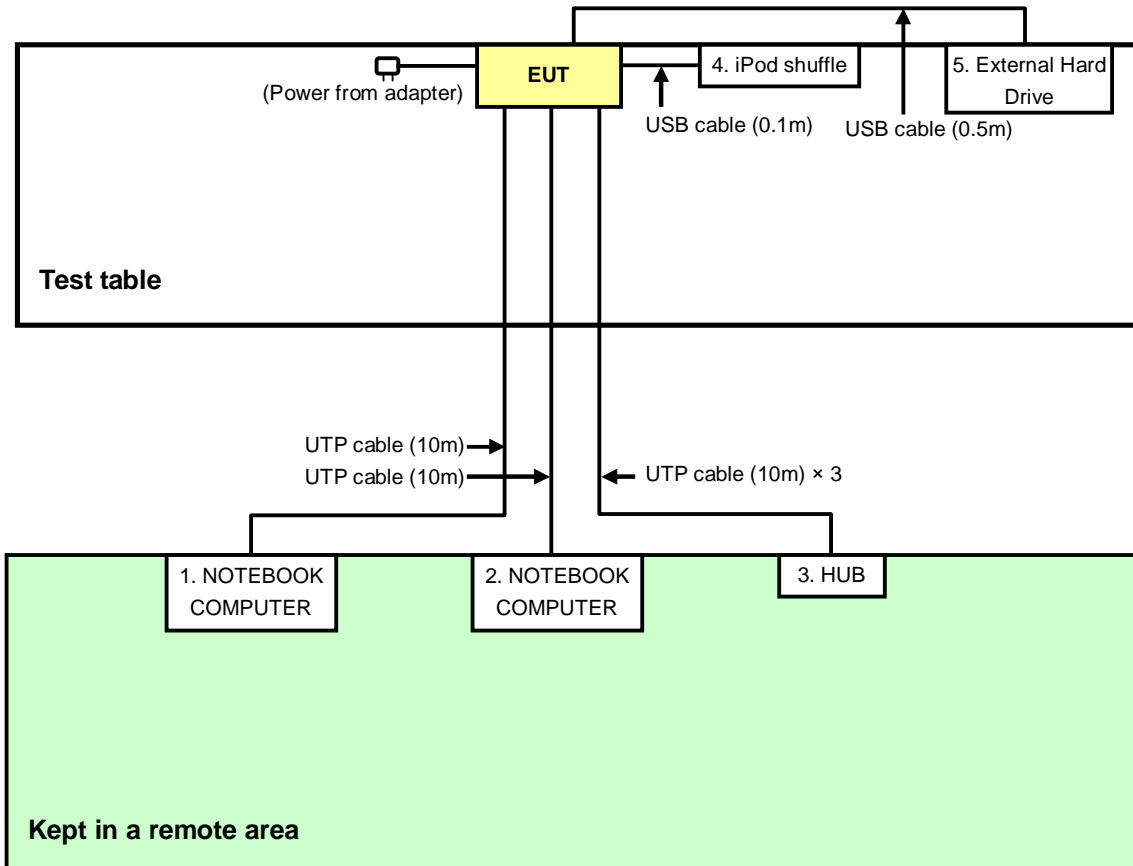 EUT
4. iPod shuffle
5. External Hard
Drive
(Power from adapter)
USB cable (0.1m)
USB cable (0.5m)
Test table
UTP cable (10m)
UTP cable (10m)
UTP cable (10m) × 3
1. NOTEBOOK
COMPUTER
2. NOTEBOOK
COMPUTER
3. HUB
Kept in a remote area